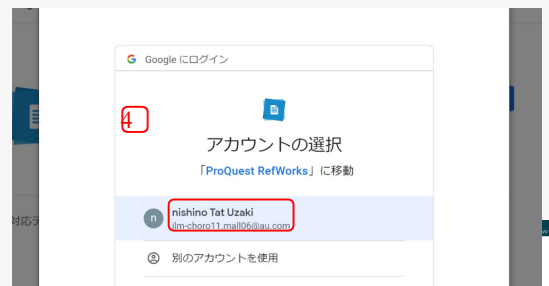 Google にログイン
4
アカウントの選択
「ProQuest RefWorks」に移動
n
nishino Tat Uzaki
ilm-choro11.mall06@au.com
別のアカウントを使用
対応デ